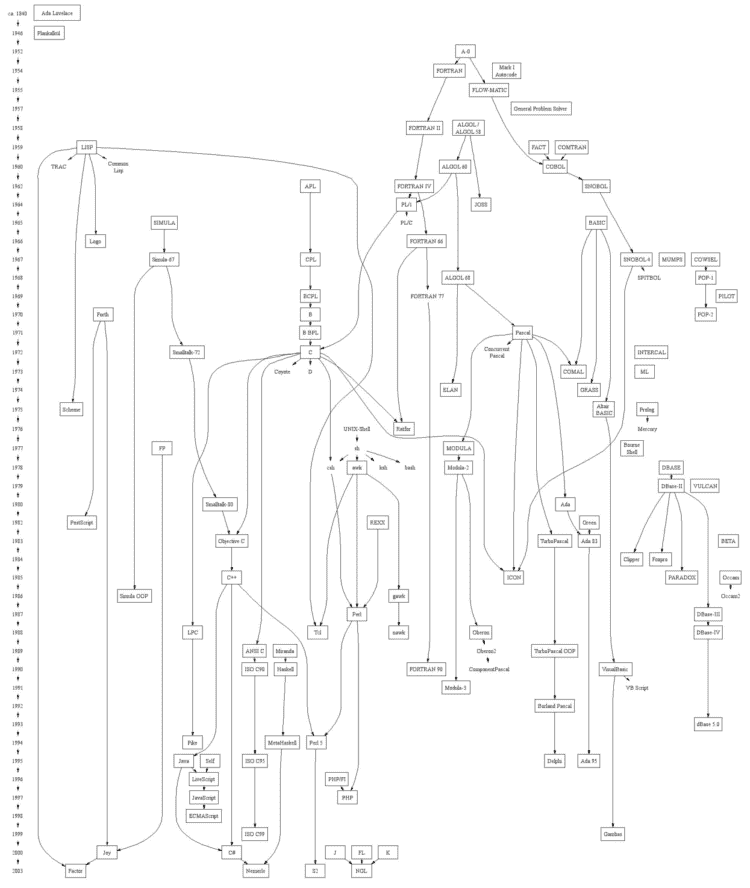 ca. 1840
Ada Lovelace
1946
Plankalkül
1952
A-0
1954
FORTRAN
Mark I
Autocode
1955
FLOW-MATIC
1957
General Problem Solver
1958
FORTRAN II
ALGOL /
ALGOL 58
1959
LISP
FACT
COMTRAN
1960
TRAC
Common
Lisp
ALGOL 60
COBOL
1962
APL
FORTRAN IV
SNOBOL
1964
PL/I
JOSS
1965
SIMULA
PL/C
BASIC
1966
Logo
FORTRAN 66
1967
Simula 67
CPL
SNOBOL 4
MUMPS
COWSEL
1968
ALGOL 68
SPITBOL
POP-1
1969
BCPL
FORTRAN 77
PILOT
1970
Forth
B
POP-2
1971
B BPL
Pascal
1972
Smalltalk-72
C
Concurrent
Pascal
INTERCAL
1973
Coyote
D
COMAL
ML
1974
ELAN
GRASS
1975
Scheme
Altair
BASIC
Prolog
1976
UNIX-Shell
Ratfor
Mercury
1977
FP
sh
MODULA
Bourne
Shell
1978
csh
awk
ksh
bash
Modula-2
DBASE
1979
DBase-II
VULCAN
1980
Smalltalk-80
Ada
1982
PostScript
REXX
Green
1983
Objective C
TurboPascal
Ada 83
BETA
1984
Clipper
Foxpro
1985
C++
ICON
PARADOX
Occam
1986
Simula OOP
gawk
Occam2
1987
Perl
DBase-III
1988
LPC
Tcl
nawk
Oberon
DBase-IV
1989
ANSI C
Miranda
Oberon2
TurboPascal OOP
1990
ISO C90
Haskell
FORTRAN 90
ComponentPascal
VisualBasic
1991
Modula-3
VB Script
1992
Borland Pascal
1993
dBase 5.0
1994
Pike
MetaHaskell
Perl 5
1995
Java
Self
ISO C95
Delphi
Ada 95
1996
LiveScript
PHP/FI
1997
JavaScript
PHP
1998
ECMAScript
1999
ISO C99
Gambas
2000
Joy
C#
J
FL
K
2003
Factor
Nemerle
S2
NGL